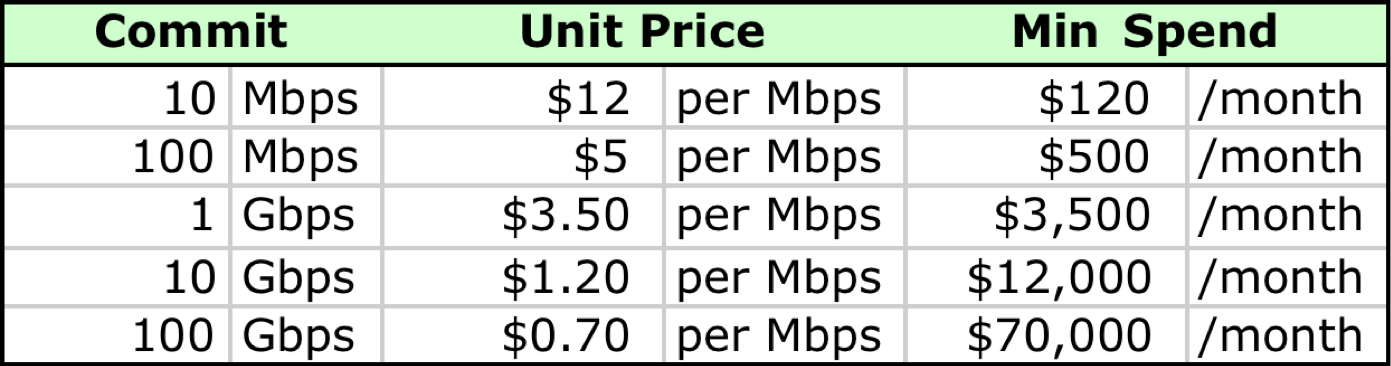 Commit Unit Price Min Spend
10 Mbps $12 per Mbps $120 /month
100 Mbps $5 per Mbps $500 /month
1 Gbps $3.50 per Mbps $3,500 /month
10 Gbps $1.20 per Mbps $12,000 /month
100 Gbps $0.70 per Mbps $70,000 /month